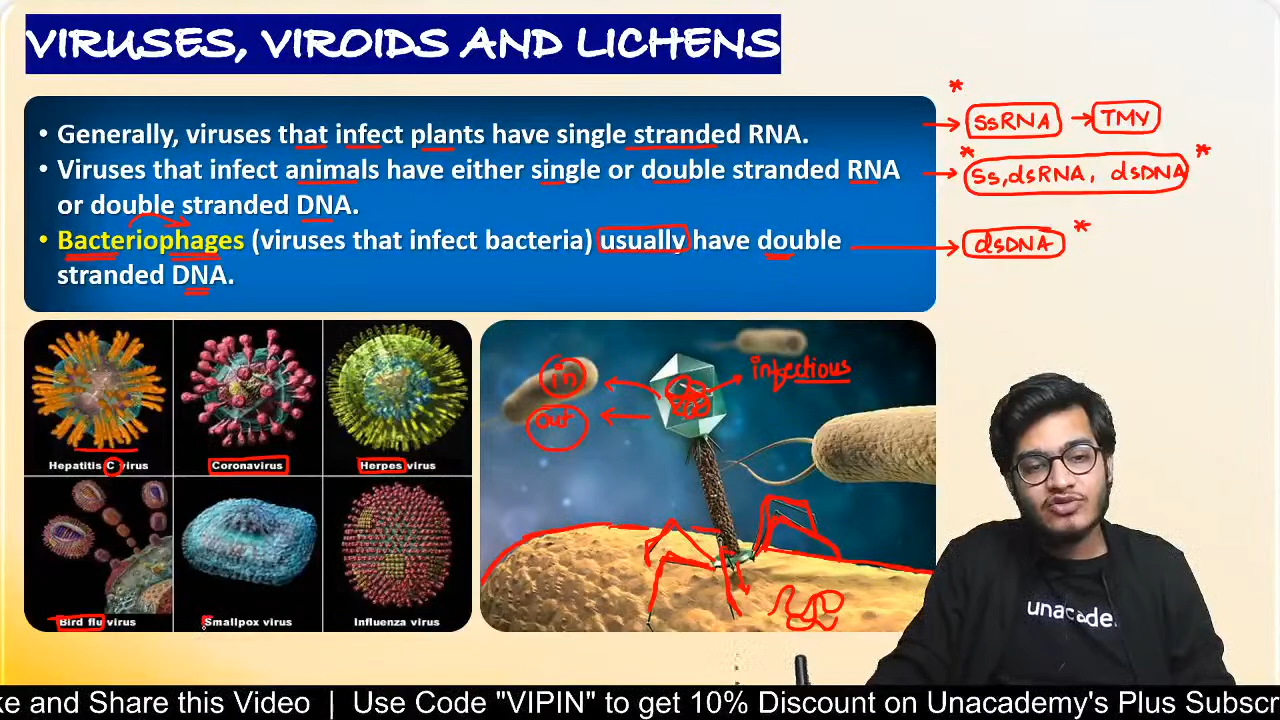 VIRUSES, VIROIDS AND LICHENS
• Generally, viruses that infect plants have single stranded RNA.
• Viruses that infect animals have either single or double stranded RNA
or double stranded DNA.
• Bacteriophages (viruses that infect bacteria) usually have double
stranded DNA.
* ssRNA → TMV
* ss, dsRNA, dsDNA *
dsDNA *
Hepatitis C virus
Coronavirus
Herpes virus
Bird flu virus
Smallpox virus
Influenza virus
in
out
infectious
unacade
ke and Share this Video | Use Code "VIPIN" to get 10% Discount on Unacademy's Plus Subscr